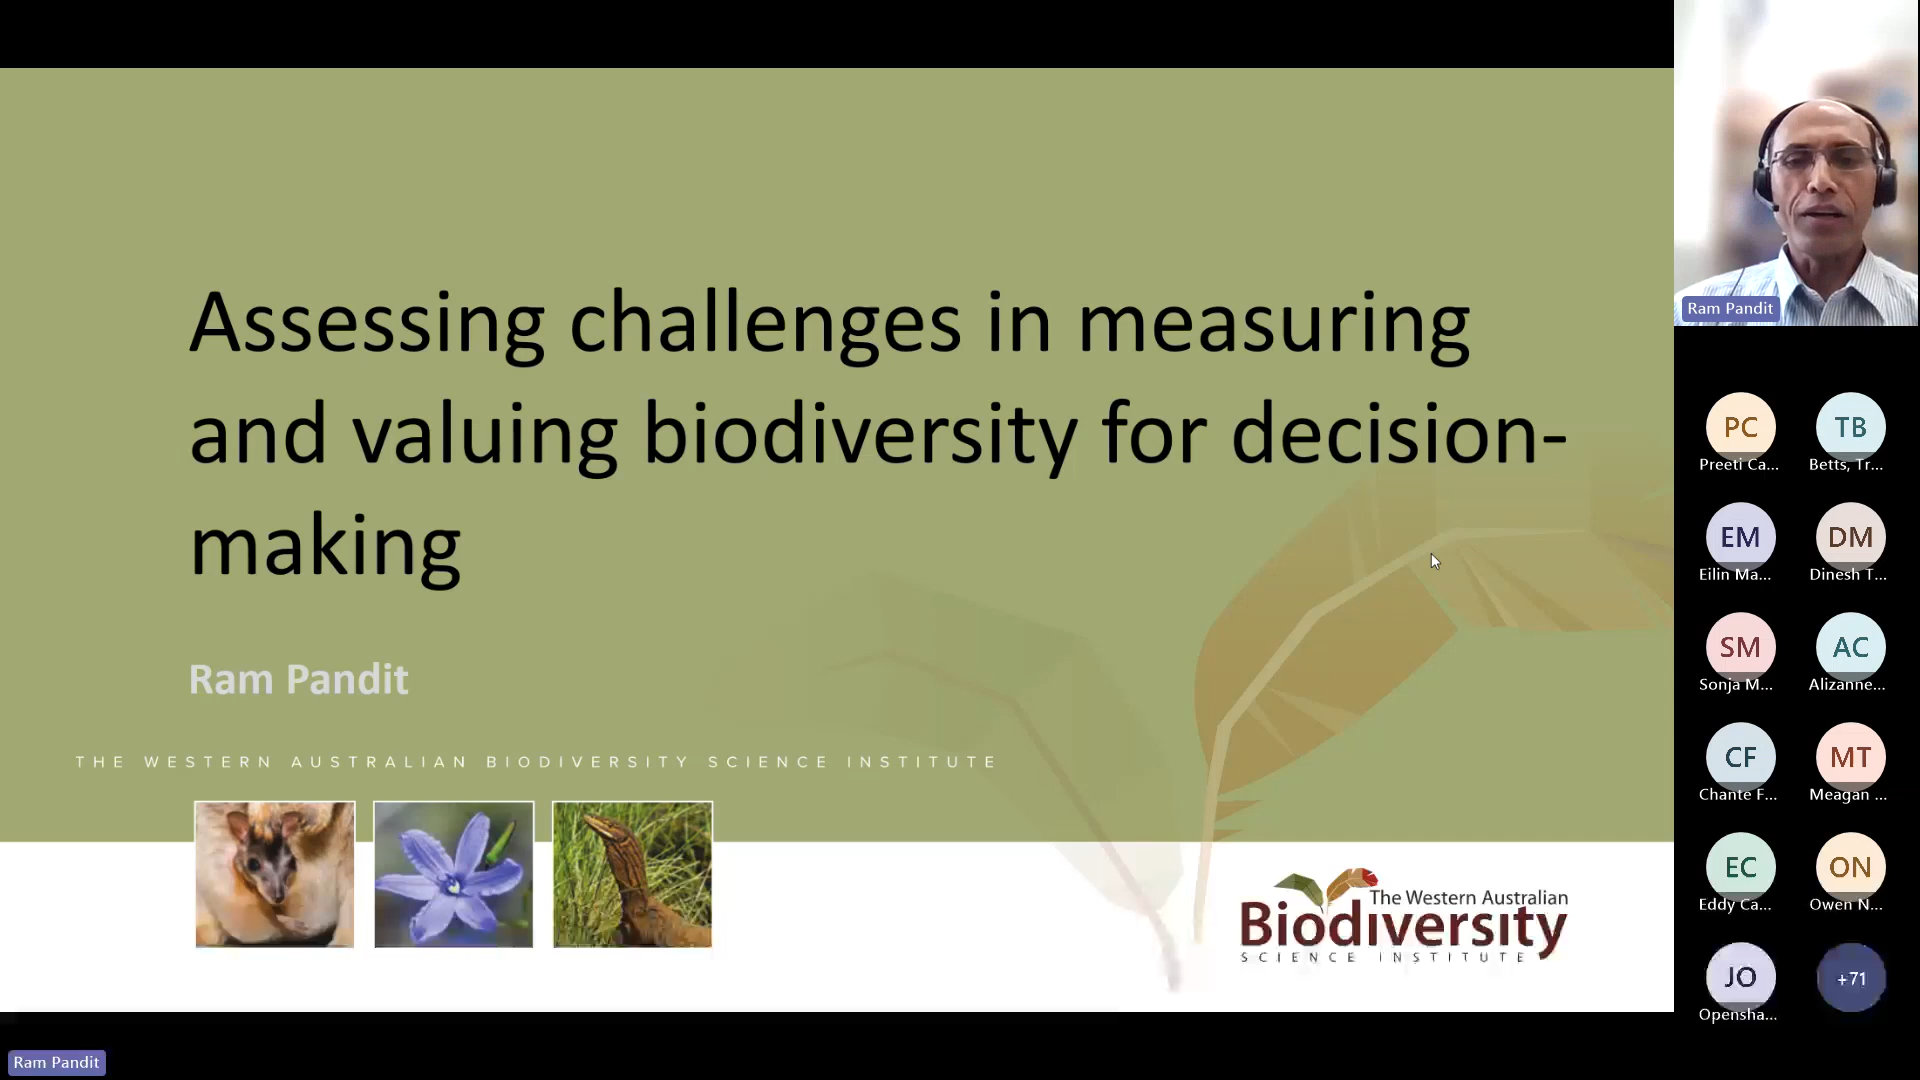 Assessing challenges in measuring
and valuing biodiversity for decision-
making
Ram Pandit
THE WESTERN AUSTRALIAN BIODIVERSITY SCIENCE INSTITUTE
The Western Australian
Biodiversity
SCIENCE INSTITUTE
Ram Pandit
PC
Preeti Ca...
TB
Betts, Tr...
EM
Eilin Ma...
DM
Dinesh T...
SM
Sonja M...
AC
Alizanne...
CF
Chante F...
MT
Meagan ...
EC
Eddy Ca...
ON
Owen N...
JO
Opensha...
+71
Ram Pandit